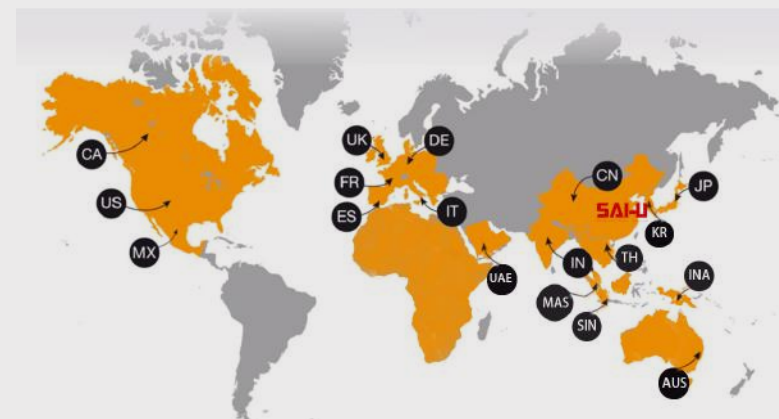 CA
US
MX
UK
DE
FR
ES
IT
UAE
CN
SAI-U
JP
KR
IN
TH
MAS
SIN
INA
AUS